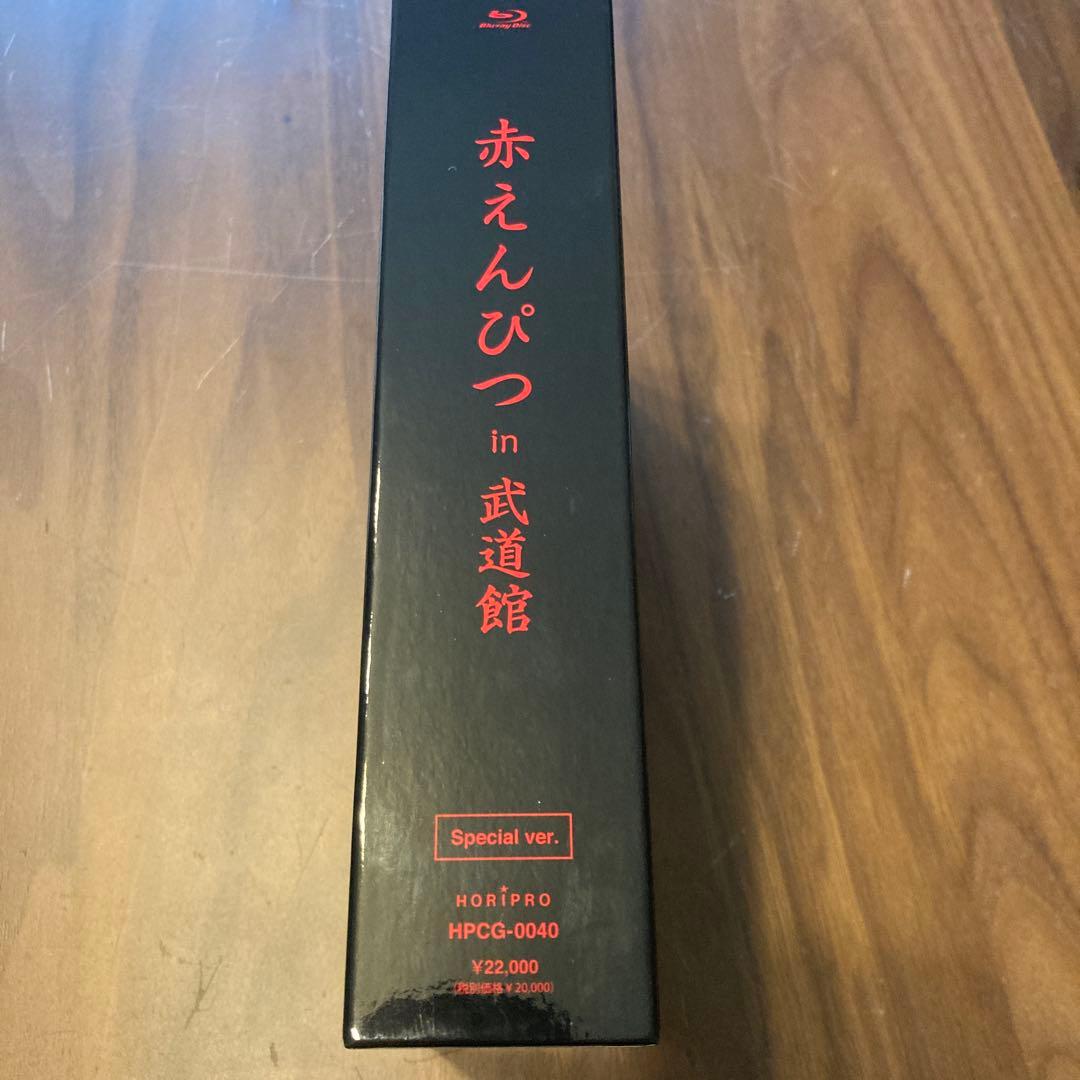 Blu-ray Disc
赤えんぴつ in 武道館
Special ver.
HORIPRO
HPCG-0040
¥22,000
(税別価格¥20,000)